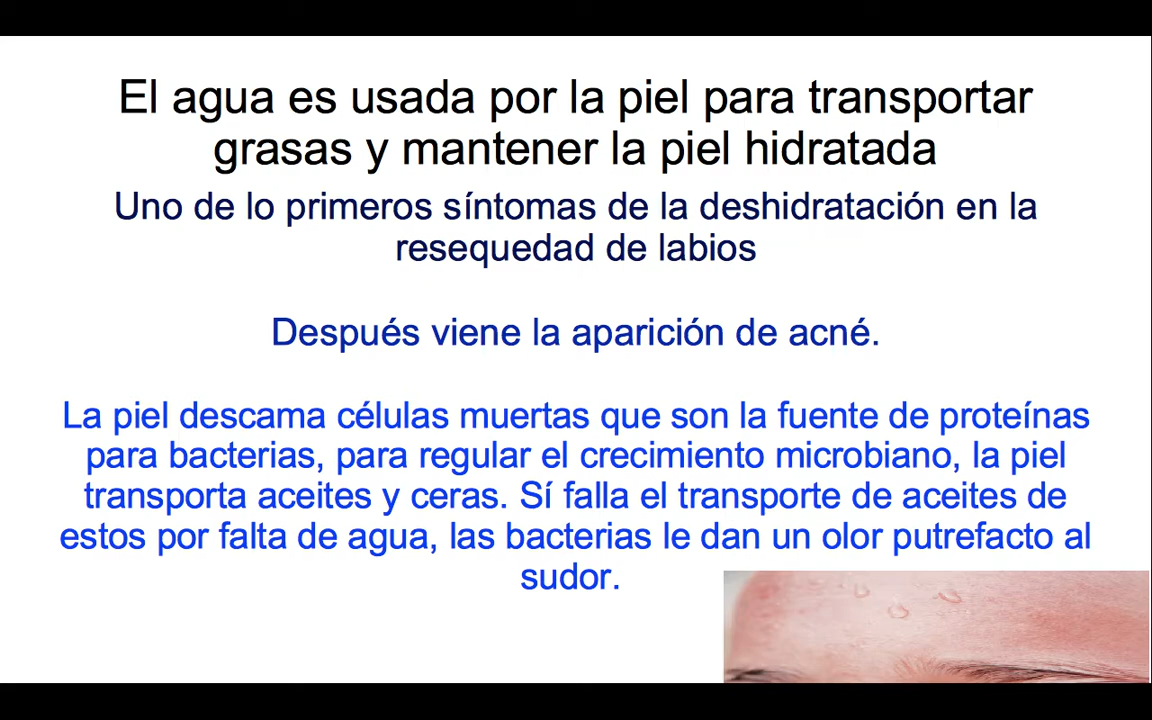 El agua es usada por la piel para transportar
grasas y mantener la piel hidratada
Uno de lo primeros síntomas de la deshidratación en la
resequedad de labios
Después viene la aparición de acné.
La piel descama células muertas que son la fuente de proteínas
para bacterias, para regular el crecimiento microbiano, la piel
transporta aceites y ceras. Sí falla el transporte de aceites de
estos por falta de agua, las bacterias le dan un olor putrefacto al
sudor.